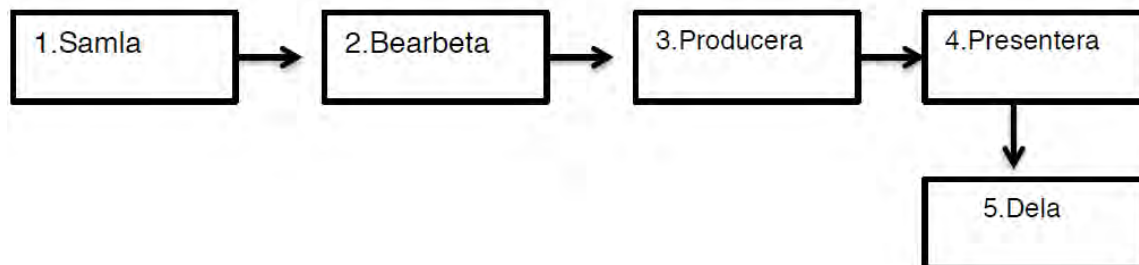 1.Samla
2.Bearbeta
3.Producera
4.Presentera
5.Dela